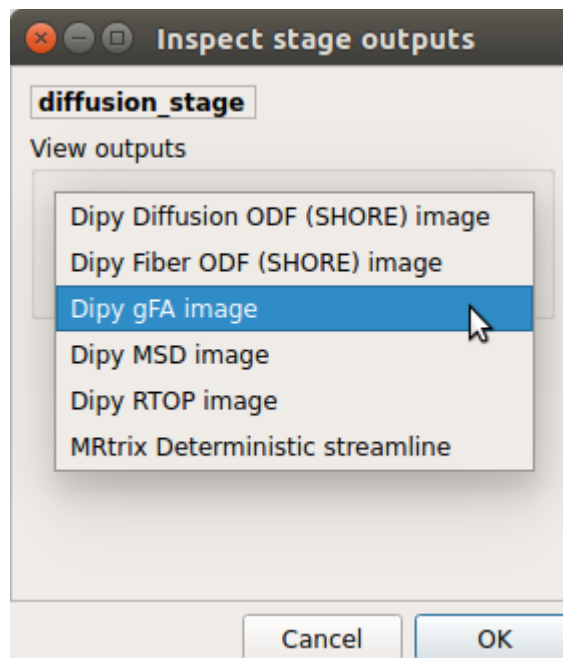 Inspect stage outputs
diffusion_stage
View outputs
Dipy Diffusion ODF (SHORE) image
Dipy Fiber ODF (SHORE) image
Dipy gFA image
Dipy MSD image
Dipy RTOP image
MRtrix Deterministic streamline
Cancel
OK